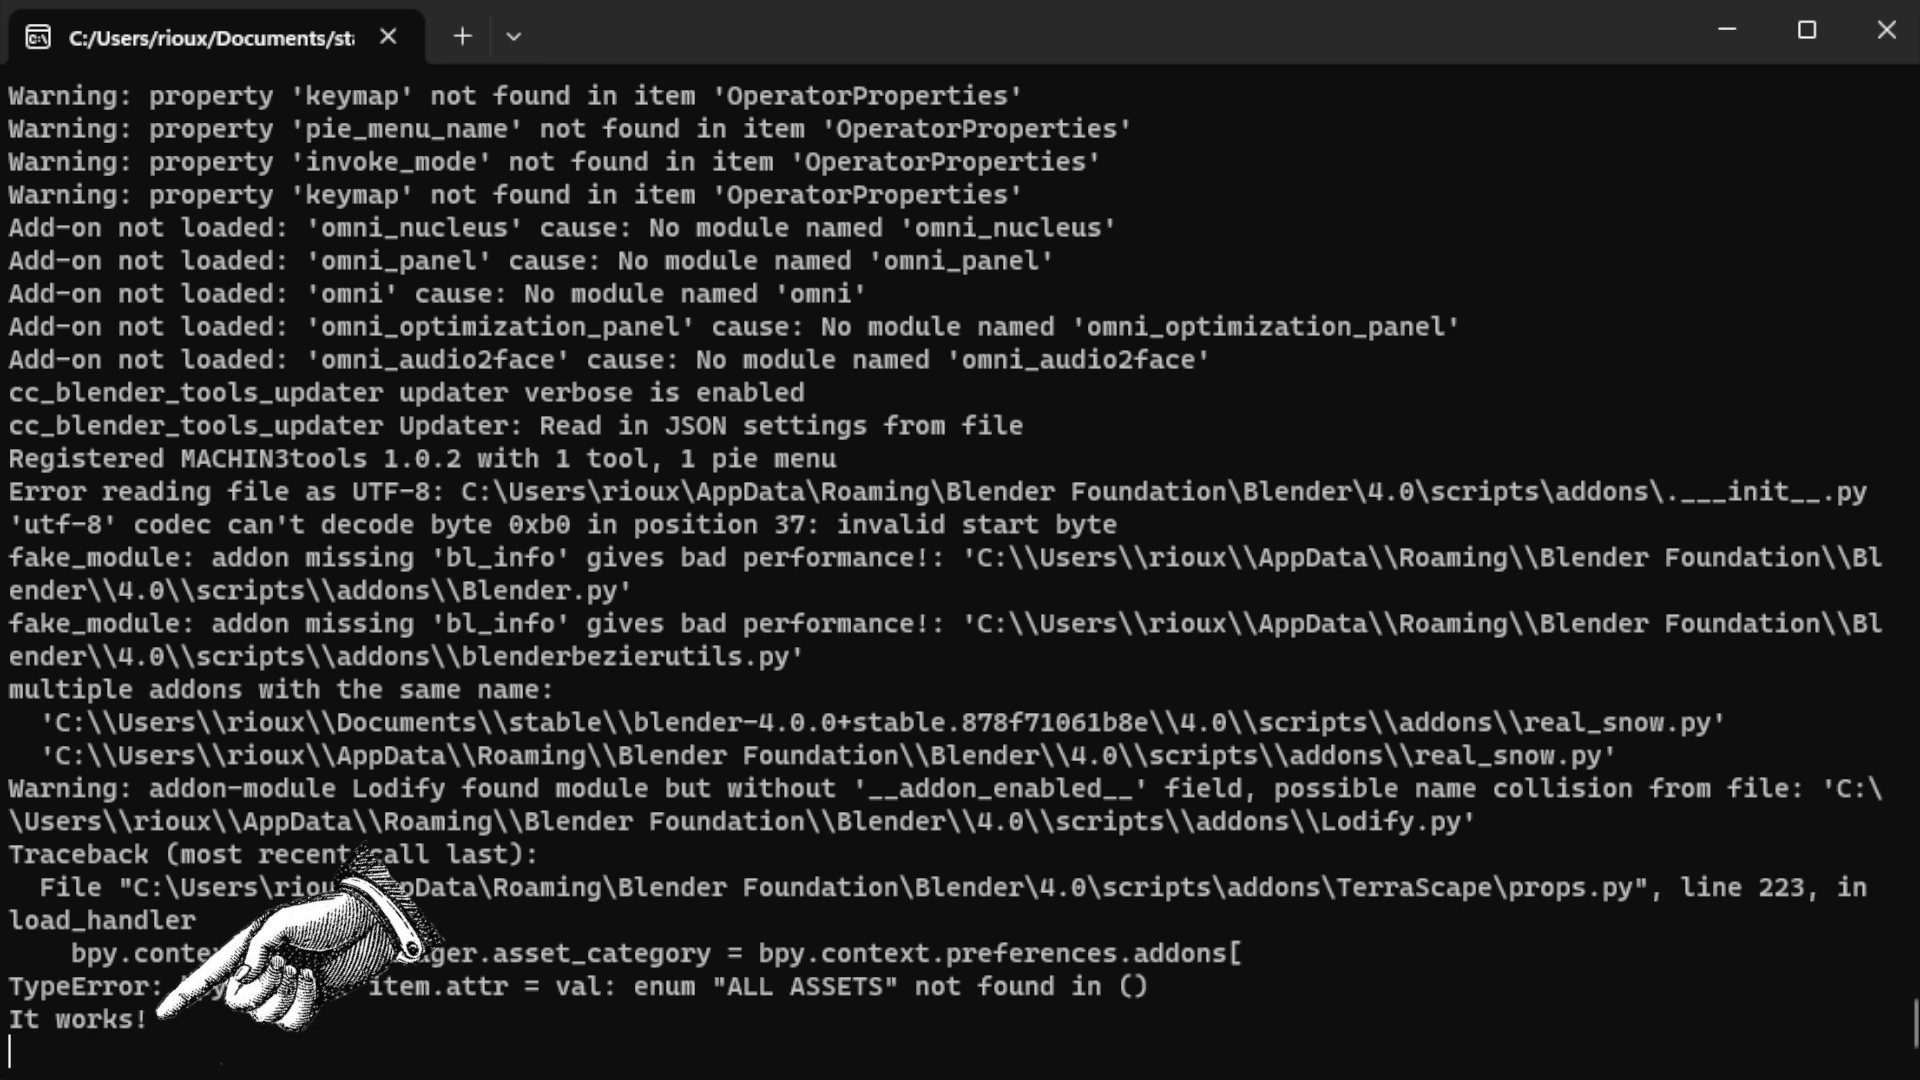 C:/Users/rioux/Documents/sta
Warning: property 'keymap' not found in item 'OperatorProperties'
Warning: property 'pie_menu_name' not found in item 'OperatorProperties'
Warning: property 'invoke_mode' not found in item 'OperatorProperties'
Warning: property 'keymap' not found in item 'OperatorProperties'
Add-on not loaded: 'omni_nucleus' cause: No module named 'omni_nucleus'
Add-on not loaded: 'omni_panel' cause: No module named 'omni_panel'
Add-on not loaded: 'omni' cause: No module named 'omni'
Add-on not loaded: 'omni_optimization_panel' cause: No module named 'omni_optimization_panel'
Add-on not loaded: 'omni_audio2face' cause: No module named 'omni_audio2face'
cc_blender_tools_updater updater verbose is enabled
cc_blender_tools_updater Updater: Read in JSON settings from file
Registered MACHIN3tools 1.0.2 with 1 tool, 1 pie menu
Error reading file as UTF-8: C:\Users\rioux\AppData\Roaming\Blender Foundation\Blender\4.0\scripts\addons\.___init__.py
'utf-8' codec can't decode byte 0xb0 in position 37: invalid start byte
fake_module: addon missing 'bl_info' gives bad performance!: 'C:\\Users\\rioux\\AppData\\Roaming\\Blender Foundation\\Bl
ender\\4.0\\scripts\\addons\\Blender.py'
fake_module: addon missing 'bl_info' gives bad performance!: 'C:\\Users\\rioux\\AppData\\Roaming\\Blender Foundation\\Bl
ender\\4.0\\scripts\\addons\\blenderbezierutils.py'
multiple addons with the same name:
'C:\\Users\\rioux\\Documents\\stable\\blender-4.0.0+stable.878f71061b8e\\4.0\\scripts\\addons\\real_snow.py'
'C:\\Users\\rioux\\AppData\\Roaming\\Blender Foundation\\Blender\\4.0\\scripts\\addons\\real_snow.py'
Warning: addon-module Lodify found module but without '__addon_enabled__' field, possible name collision from file: 'C:\
\Users\\rioux\\AppData\\Roaming\\Blender Foundation\\Blender\\4.0\\scripts\\addons\\Lodify.py'
Traceback (most recent call last):
File "C:\Users\rioux\AppData\Roaming\Blender Foundation\Blender\4.0\scripts\addons\TerraScape\props.py", line 223, in
load_handler
bpy.conte ger.asset_category = bpy.context.preferences.addons[
TypeError: item.attr = val: enum "ALL ASSETS" not found in ()
It works!